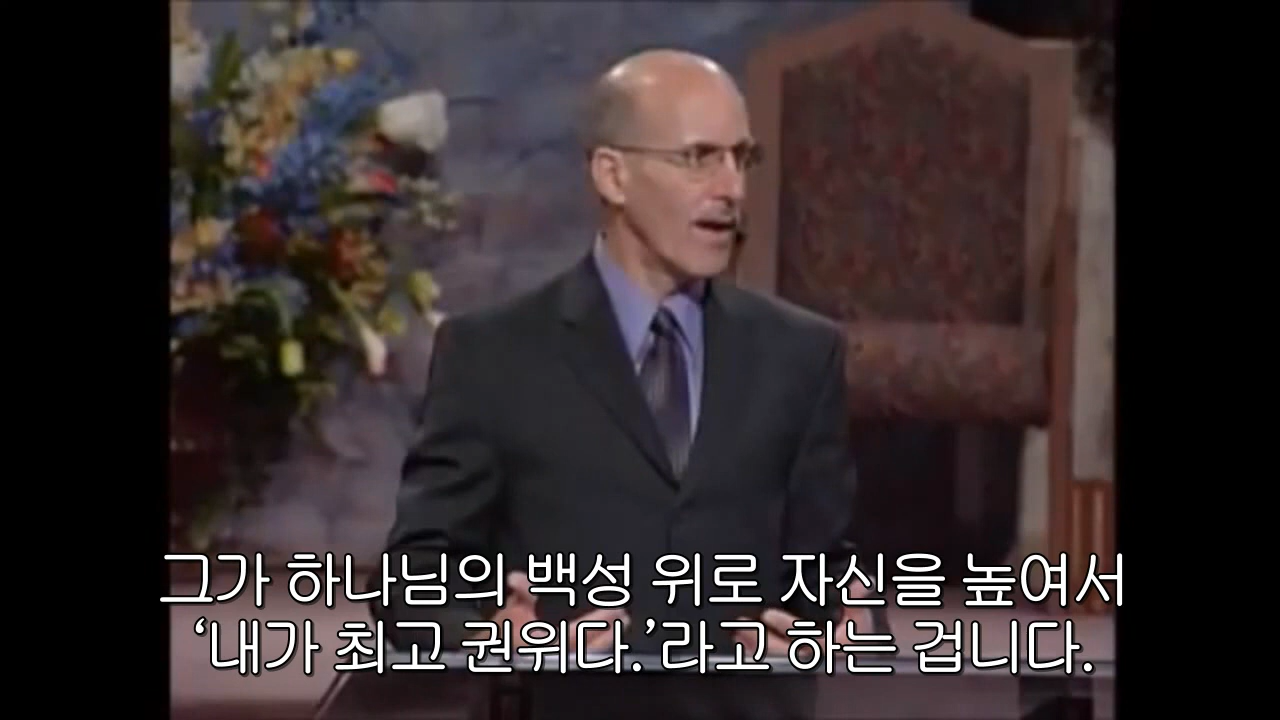 그가 하나님의 백성 위로 자신을 높여서
‘내가 최고 권위다.’라고 하는 겁니다.